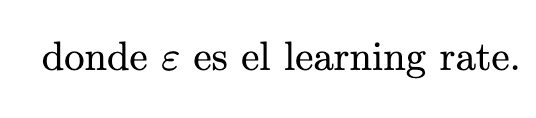 donde ε es el learning rate.